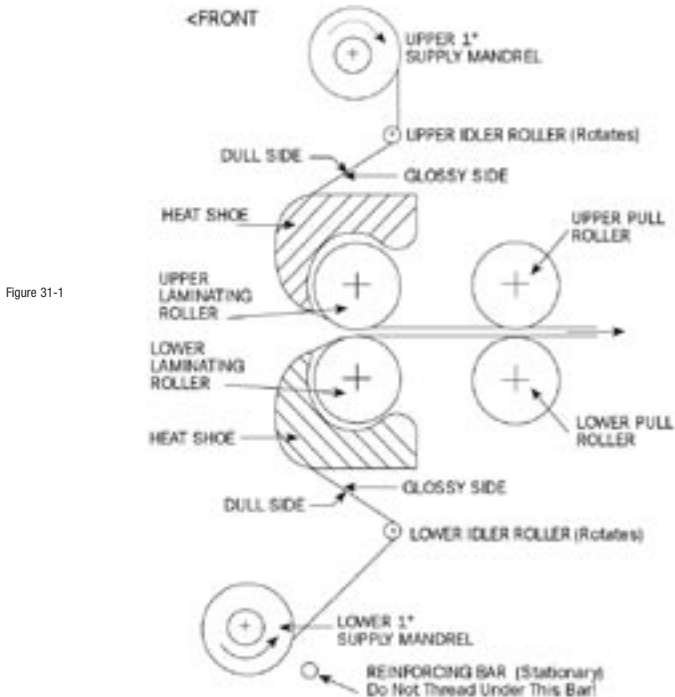 <FRONT
UPPER 1"
SUPPLY MANDREL
UPPER IDLER ROLLER (Rotates)
DULL SIDE
GLOSSY SIDE
HEAT SHOE
UPPER PULL
ROLLER
Figure 31-1
UPPER
LAMINATING
ROLLER
LOWER
LAMINATING
ROLLER
LOWER PULL
ROLLER
HEAT SHOE
GLOSSY SIDE
DULL SIDE
LOWER IDLER ROLLER (Rotates)
LOWER 1"
SUPPLY MANDREL
REINFORCING BAR (Stationary)
Do Not Thread Under This Bar!